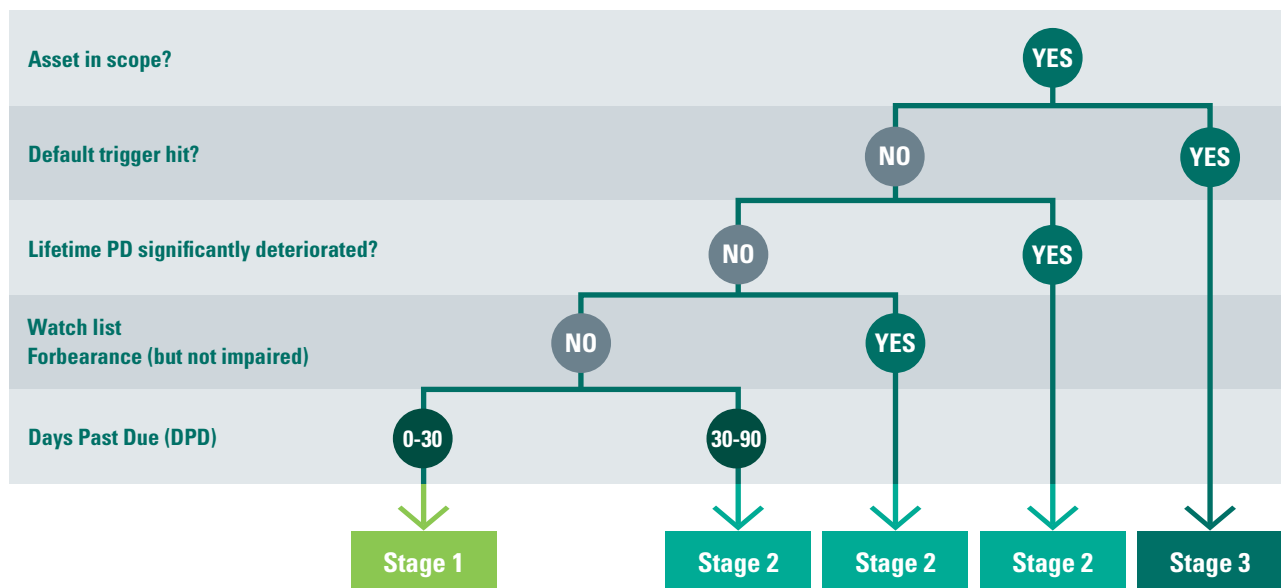 Asset in scope?
YES
Default trigger hit?
NO
YES
Lifetime PD significantly deteriorated?
NO
YES
Watch list
Forbearance (but not impaired)
NO
YES
Days Past Due (DPD)
0-30
30-90
Stage 1
Stage 2
Stage 2
Stage 2
Stage 3